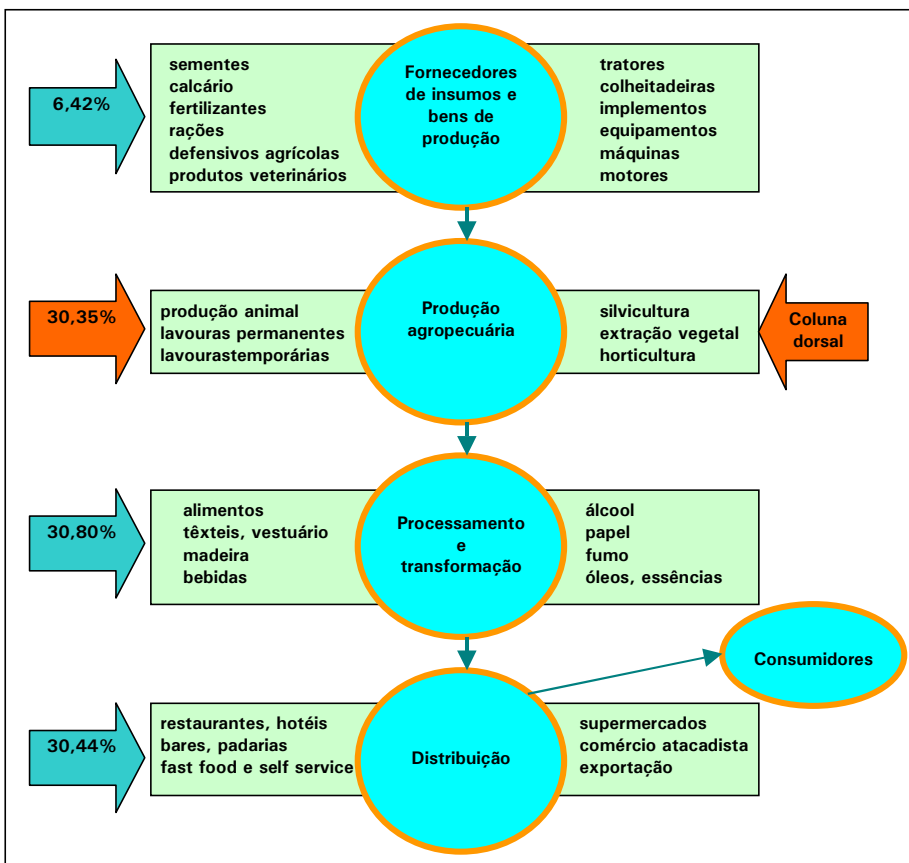 6,42%
sementes
calcário
fertilizantes
rações
defensivos agrícolas
produtos veterinários
Fornecedores
de insumos e
bens de
produção
tratores
colheitadeiras
implementos
equipamentos
máquinas
motores
30,35%
produção animal
lavouras permanentes
lavourastemporárias
Produção
agropecuária
silvicultura
extração vegetal
horticultura
Coluna
dorsal
30,80%
alimentos
têxteis, vestuário
madeira
bebidas
Processamento
e
transformação
álcool
papel
fumo
óleos, essências
Consumidores
30,44%
restaurantes, hotéis
bares, padarias
fast food e self service
Distribuição
supermercados
comércio atacadista
exportação